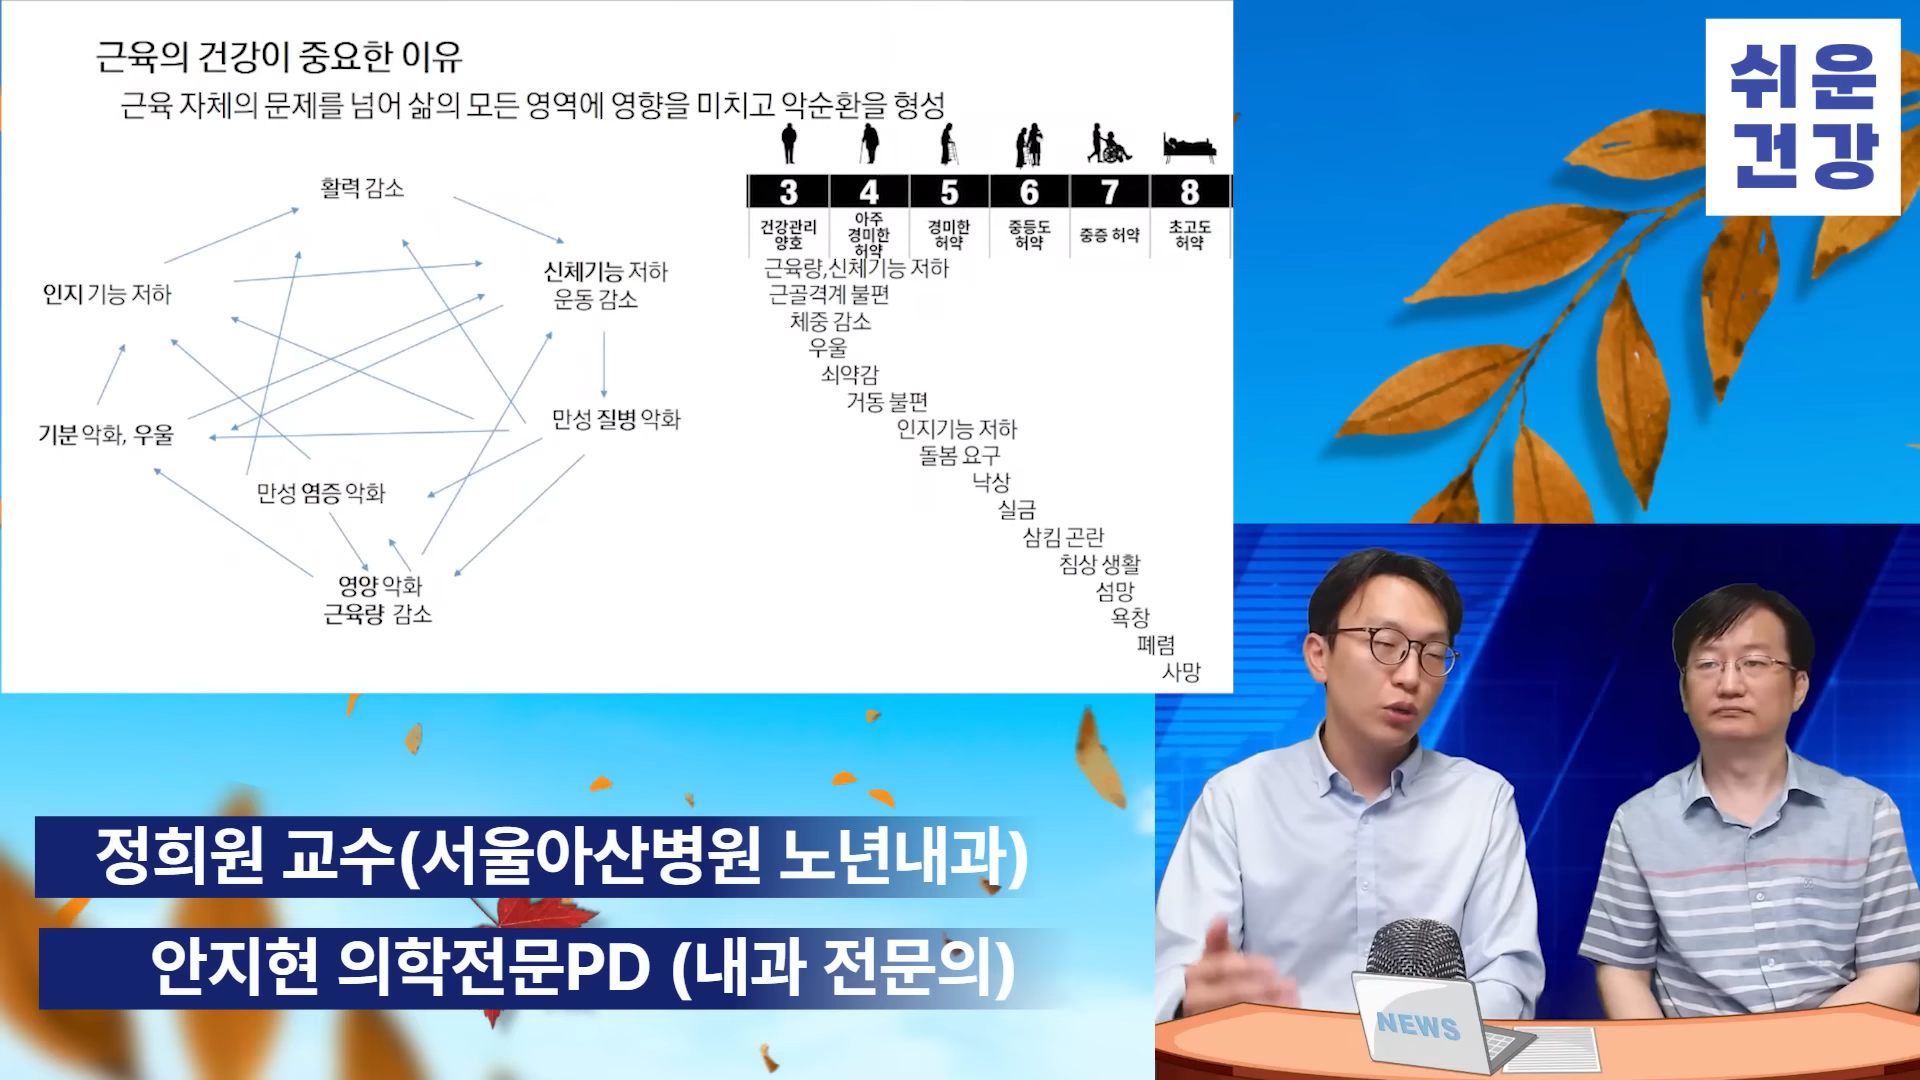 근육의 건강이 중요한 이유
근육 자체의 문제를 넘어 삶의 모든 영역에 영향을 미치고 악순환을 형성
활력 감소
신체기능 저하
운동 감소
인지 기능 저하
만성 질병 악화
기분 악화, 우울
만성 염증 악화
영양 악화
근육량 감소
3 4 5 6 7 8
건강관리
양호
아주
경미한
허약
경미한
허약
중등도
허약
중증 허약
초고도
허약
근육량,신체기능 저하
근골격계 불편
체중 감소
우울
쇠약감
거동 불편
인지기능 저하
돌봄 요구
낙상
실금
삼킴 곤란
침상 생활
섬망
욕창
폐렴
사망
쉬운
건강
정희원 교수(서울아산병원 노년내과)
안지현 의학전문PD (내과 전문의)
NEWS